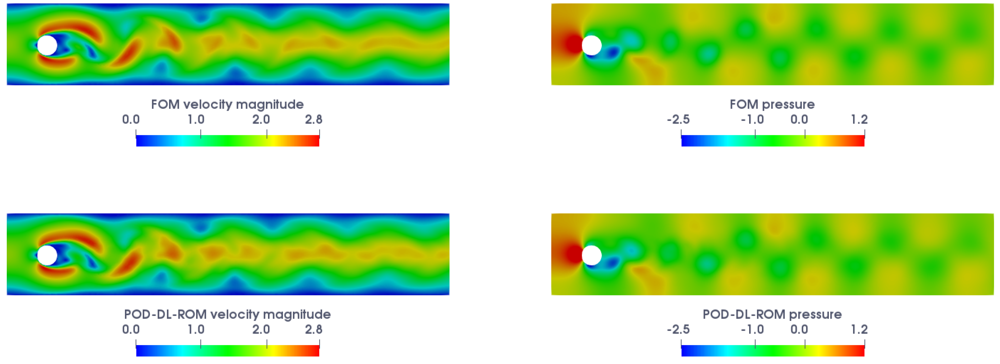 FOM velocity magnitude
0.0 1.0 2.0 2.8
FOM pressure
-2.5 -1.0 0.0 1.2
POD-DL-ROM velocity magnitude
0.0 1.0 2.0 2.8
POD-DL-ROM pressure
-2.5 -1.0 0.0 1.2